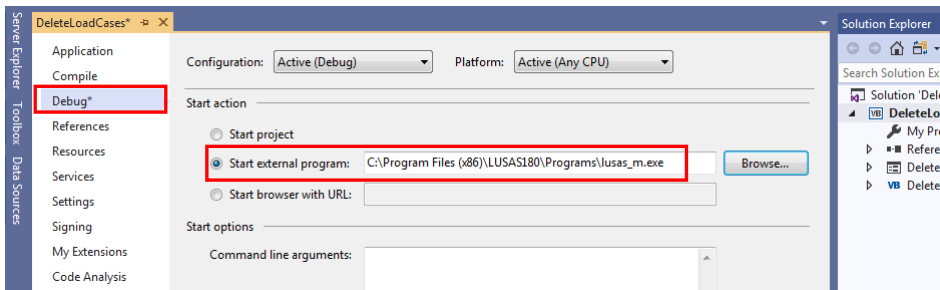 Server Explorer
Toolbox
Data Sources
DeleteLoadCases*
Application
Compile
Debug*
References
Resources
Services
Settings
Signing
My Extensions
Code Analysis
Configuration: Active (Debug) Platform: Active (Any CPU)
Start action
Start project
Start external program: C:\Program Files (x86)\LUSAS180\Programs\lusas_m.exe Browse...
Start browser with URL:
Start options
Command line arguments:
Solution Explorer
Search Solution Ex
Solution 'Del
VB DeleteLo
My Pr
Refere
Delete
VB Delete